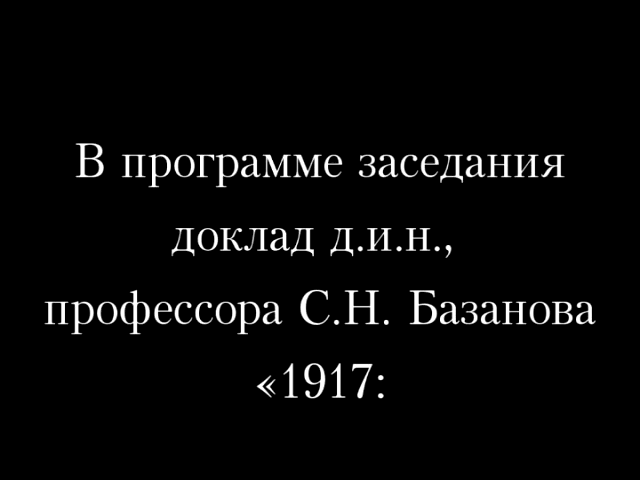 В программе заседания
доклад д.и.н.,
профессора С.Н. Базанова
«1917: